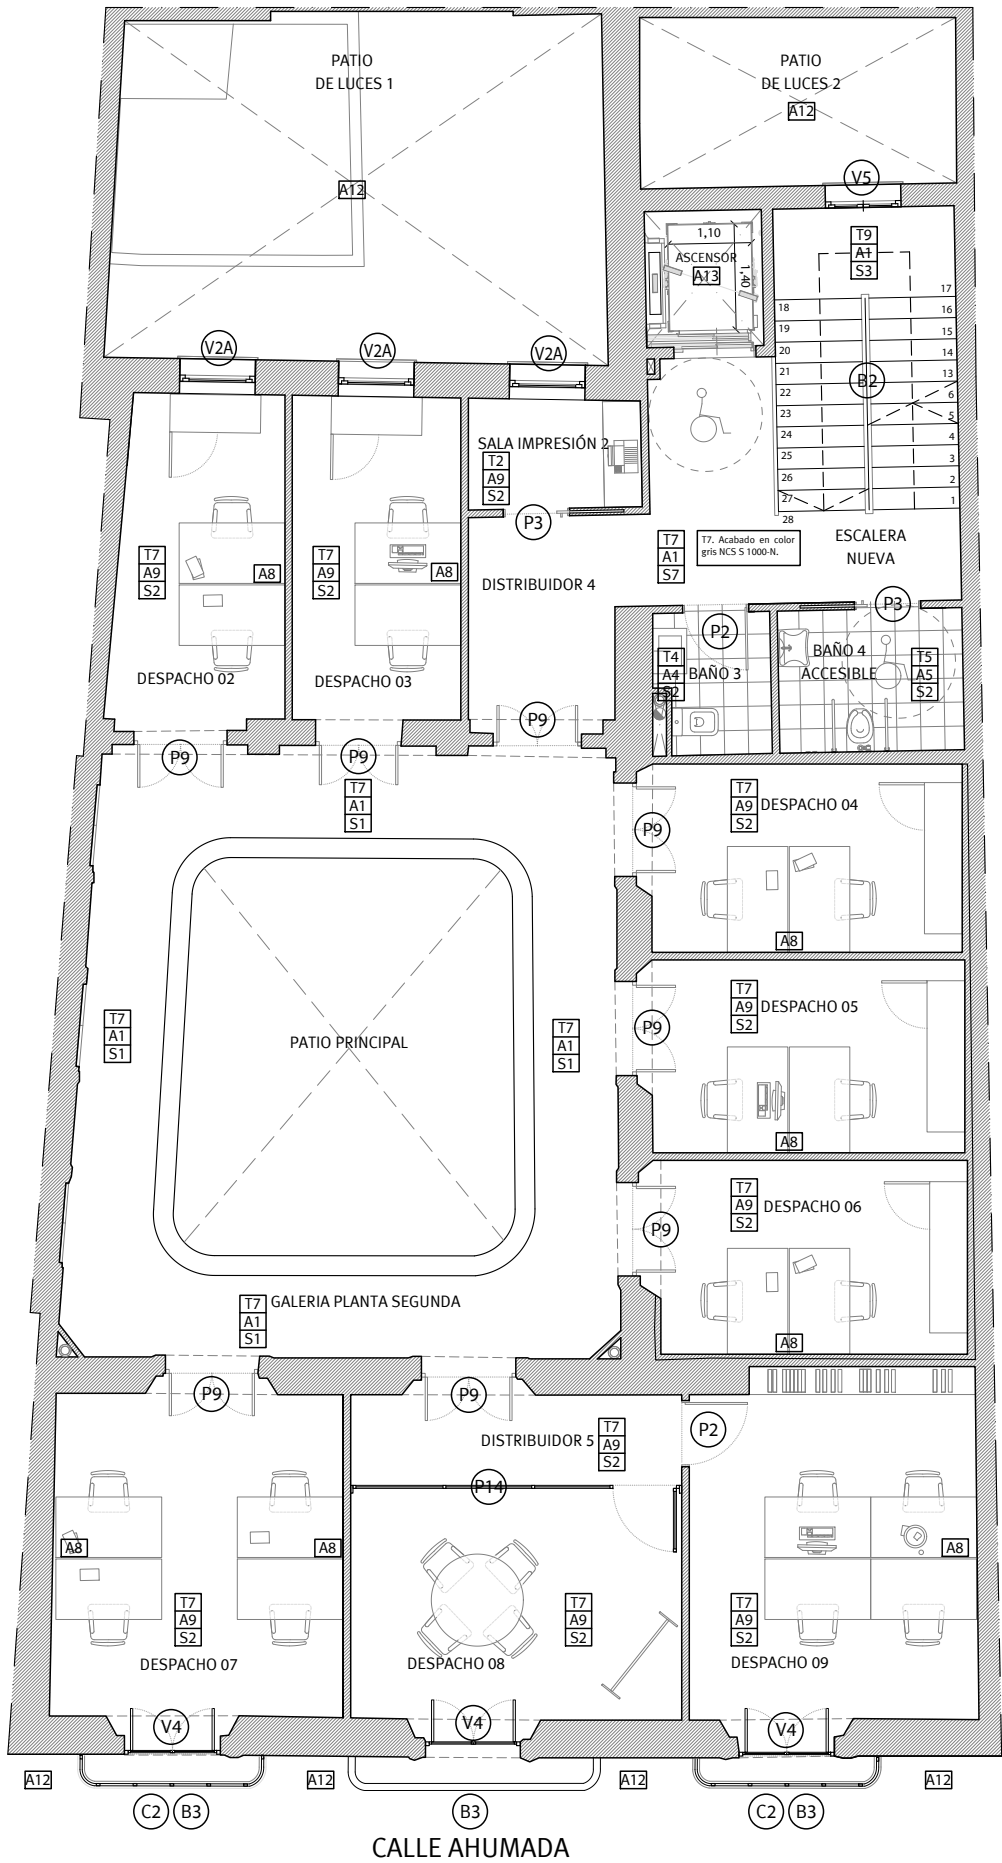 PATIO
DE LUCES 1
A12
PATIO
DE LUCES 2
A12
V5
1,10
ASCENSOR
A13
1,40
T9
A1
S3
17
16
15
14
13
6
5
4
3
2
1
18
19
20
21
22
23
24
25
26
27
28
B2
V2A
V2A
V2A
SALA IMPRESIÓN 2
T2
A9
S2
P3
T7
A9
S2
A8
DESPACHO 02
T7
A9
S2
A8
DESPACHO 03
DISTRIBUIDOR 4
T7
A1
S7
T7. Acabado en color
gris NCS S 1000-N.
ESCALERA
NUEVA
P3
P2
T4
A4
S2
BAÑO 3
BAÑO 4
ACCESIBLE
T5
A5
S2
P9
P9
P9
T7
A1
S1
P9
T7
A9
S2
DESPACHO 04
A8
T7
A1
S1
PATIO PRINCIPAL
T7
A1
S1
P9
T7
A9
S2
DESPACHO 05
A8
P9
T7
A9
S2
DESPACHO 06
A8
T7
A1
S1
GALERIA PLANTA SEGUNDA
P9
P9
DISTRIBUIDOR 5
T7
A9
S2
P2
P14
A8
A8
T7
A9
S2
DESPACHO 07
T7
A9
S2
DESPACHO 08
A8
T7
A9
S2
DESPACHO 09
V4
V4
V4
A12
A12
A12
A12
C2
B3
B3
C2
B3
CALLE AHUMADA